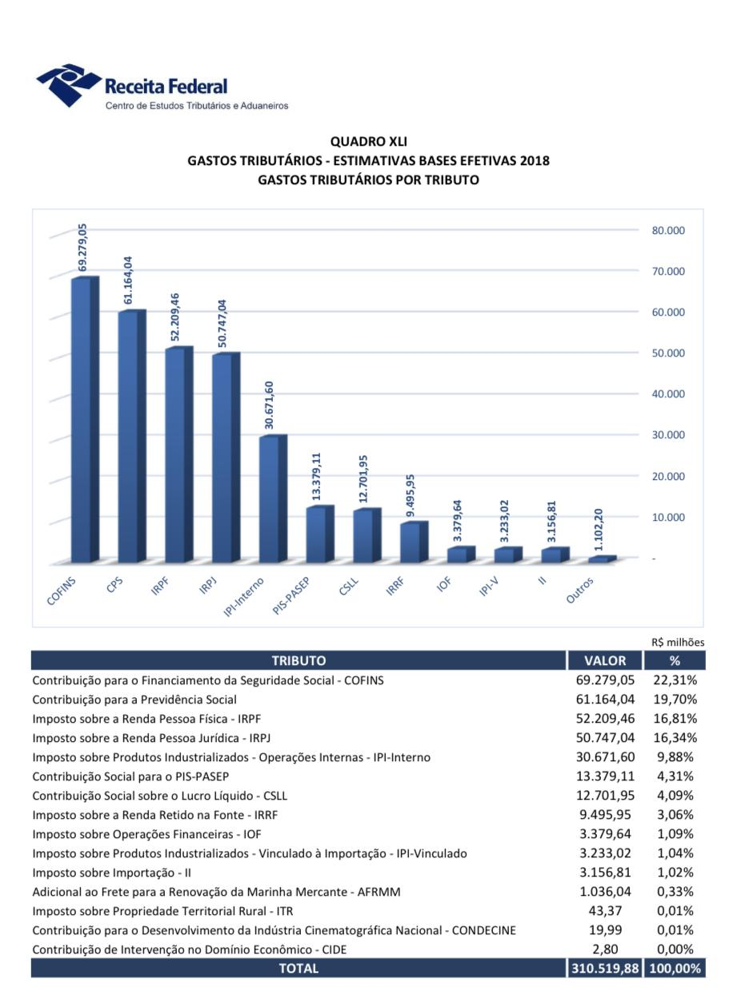 Receita Federal
Centro de Estudos Tributários e Aduaneiros
QUADRO XLI
GASTOS TRIBUTÁRIOS - ESTIMATIVAS BASES EFETIVAS 2018
GASTOS TRIBUTÁRIOS POR TRIBUTO
69.279,05
61.164,04
52.209,46
50.747,04
30.671,60
13.379,11
12.701,95
9.495,95
3.379,64
3.233,02
3.156,81
1.102,20
80.000
70.000
60.000
50.000
40.000
30.000
20.000
10.000
-
COFINS
CPS
IRPF
IRPJ
IPI-Interno
PIS-PASEP
CSLL
IRRF
IOF
IPI-V
II
Outros
R$ milhões
TRIBUTO VALOR %
Contribuição para o Financiamento da Seguridade Social - COFINS 69.279,05 22,31%
Contribuição para a Previdência Social 61.164,04 19,70%
Imposto sobre a Renda Pessoa Física - IRPF 52.209,46 16,81%
Imposto sobre a Renda Pessoa Jurídica - IRPJ 50.747,04 16,34%
Imposto sobre Produtos Industrializados - Operações Internas - IPI-Interno 30.671,60 9,88%
Contribuição Social para o PIS-PASEP 13.379,11 4,31%
Contribuição Social sobre o Lucro Líquido - CSLL 12.701,95 4,09%
Imposto sobre a Renda Retido na Fonte - IRRF 9.495,95 3,06%
Imposto sobre Operações Financeiras - IOF 3.379,64 1,09%
Imposto sobre Produtos Industrializados - Vinculado à Importação - IPI-Vinculado 3.233,02 1,04%
Imposto sobre Importação - II 3.156,81 1,02%
Adicional ao Frete para a Renovação da Marinha Mercante - AFRMM 1.036,04 0,33%
Imposto sobre Propriedade Territorial Rural - ITR 43,37 0,01%
Contribuição para o Desenvolvimento da Indústria Cinematográfica Nacional - CONDECINE 19,99 0,01%
Contribuição de Intervenção no Domínio Econômico - CIDE 2,80 0,00%
TOTAL 310.519,88 100,00%